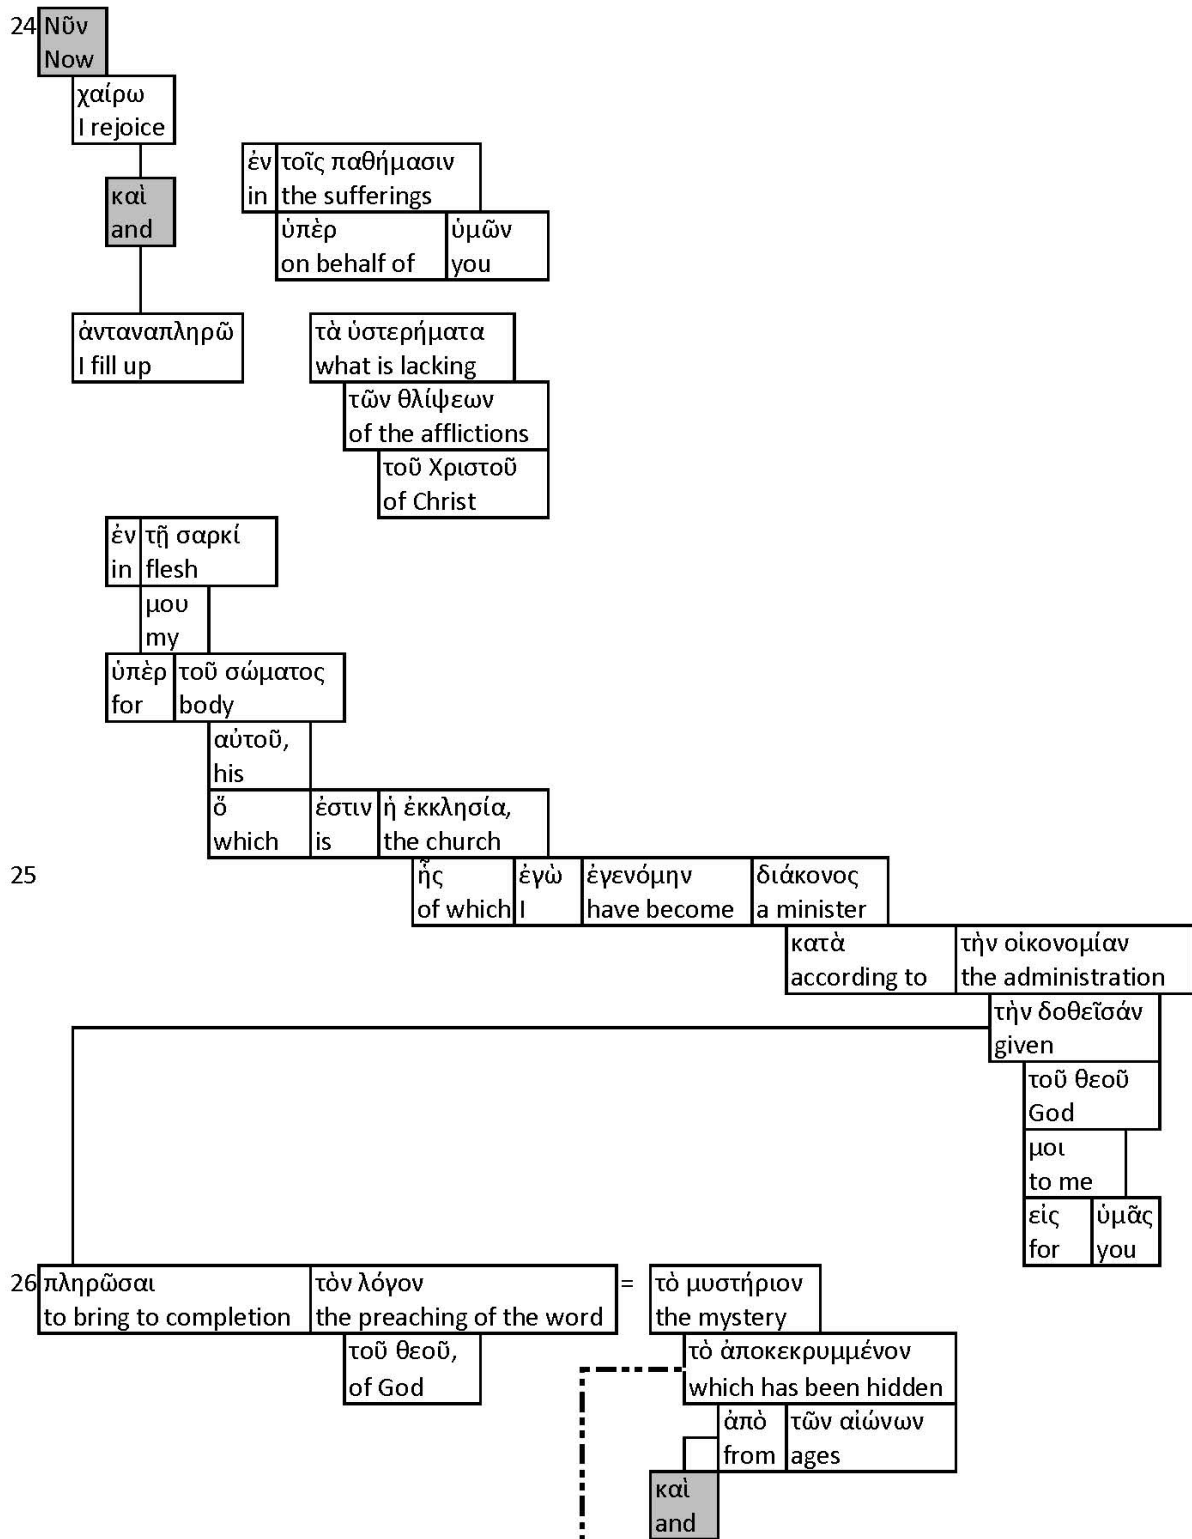 24 Νῦν
Now
χαίρω
I rejoice
ἐν τοῖς παθήμασιν
in the sufferings
καὶ
and
ὑπὲρ ὑμῶν
on behalf of you
ἀνταναπληρῶ τὰ ὑστερήματα
I fill up what is lacking
τῶν θλίψεων
of the afflictions
τοῦ Χριστοῦ
of Christ
ἐν τῇ σαρκί
in flesh
μου
my
ὑπὲρ τοῦ σώματος
for body
αὐτοῦ,
his
ὅ ἐστιν ἡ ἐκκλησία,
which is the church
25 ἧς ἐγὼ ἐγενόμην διάκονος
of which I have become a minister
κατὰ τὴν οἰκονομίαν
according to the administration
τὴν δοθεῖσάν
given
τοῦ θεοῦ
God
μοι
to me
εἰς ὑμᾶς
for you
26 πληρῶσαι τὸν λόγον = τὸ μυστήριον
to bring to completion the preaching of the word the mystery
τοῦ θεοῦ, τὸ ἀποκεκρυμμένον
of God which has been hidden
ἀπὸ τῶν αἰώνων
from ages
καὶ
and